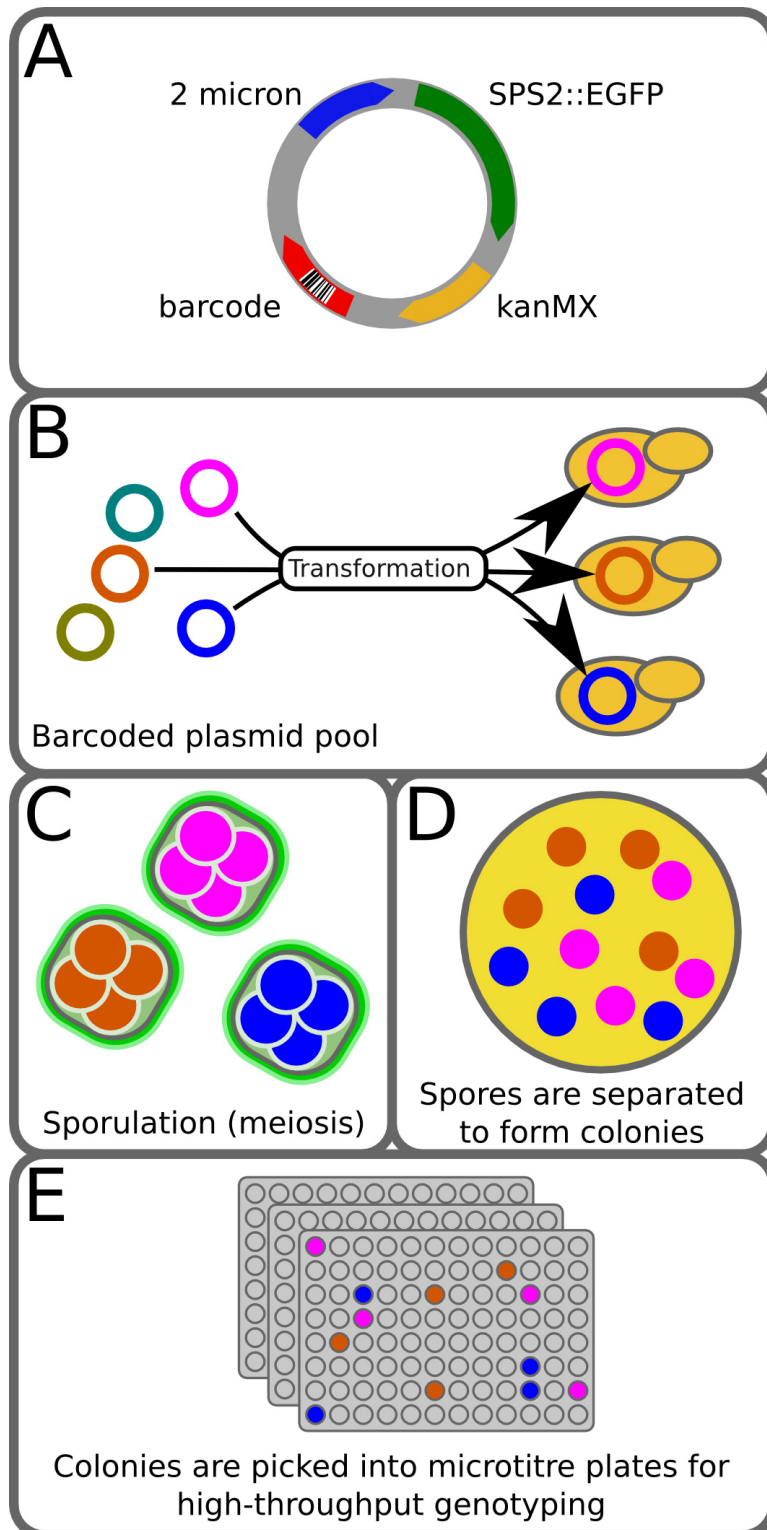 A
2 micron
SPS2::EGFP
barcode
kanMX
B
Transformation
Barcoded plasmid pool
C
Sporulation (meiosis)
D
Spores are separated
to form colonies
E
Colonies are picked into microtitre plates for
high-throughput genotyping